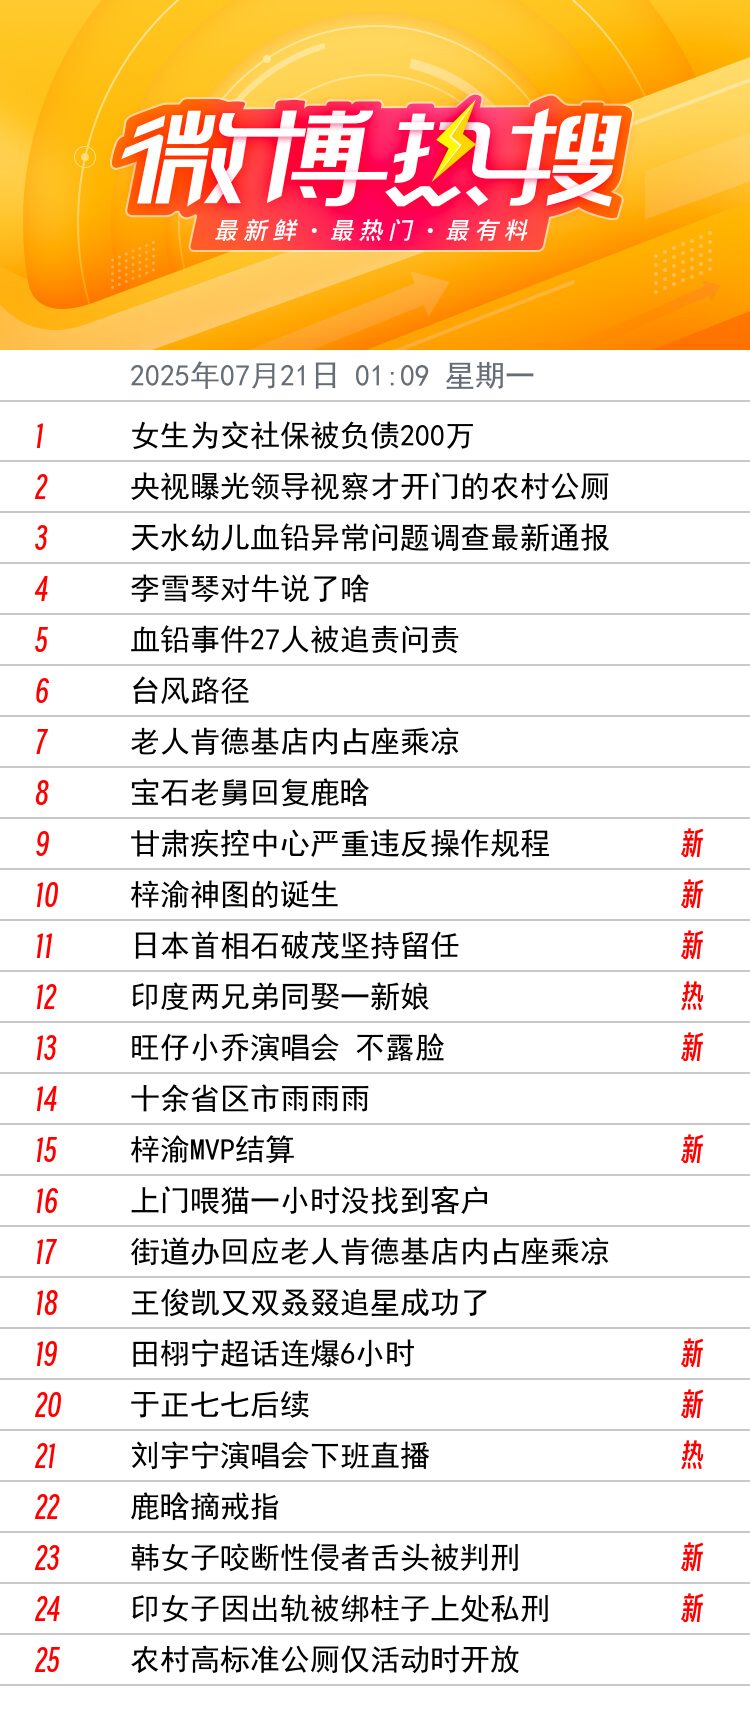 微博热搜
最新鲜·最热门·最有料
2025年07月21日 01:09 星期一
1 女生为交社保被负债200万
2 央视曝光领导视察才开门的农村公厕
3 天水幼儿血铅异常问题调查最新通报
4 李雪琴对牛说了啥
5 血铅事件27人被追责问责
6 台风路径
7 老人肯德基店内占座乘凉
8 宝石老舅回复鹿晗
9 甘肃疾控中心严重违反操作规程 新
10 梓渝神图的诞生 新
11 日本首相石破茂坚持留任 新
12 印度两兄弟同娶一新娘 热
13 旺仔小乔演唱会 不露脸 新
14 十余省区市雨雨雨
15 梓渝MVP结算 新
16 上门喂猫一小时没找到客户
17 街道办回应老人肯德基店内占座乘凉
18 王俊凯又双叒叕追星成功了
19 田栩宁超话连爆6小时 新
20 于正七七后续 新
21 刘宇宁演唱会下班直播 热
22 鹿晗摘戒指
23 韩女子咬断性侵者舌头被判刑 新
24 印女子因出轨被绑柱子上处私刑 新
25 农村高标准公厕仅活动时开放